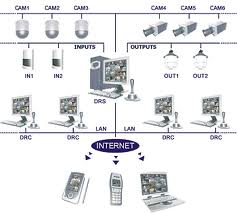 CAM1 CAM2 CAM3 CAM4 CAM5 CAM6
INPUTS OUTPUTS
IN1 IN2 OUT1 OUT2
DRS
DRC DRC LAN LAN DRC DRC
INTERNET